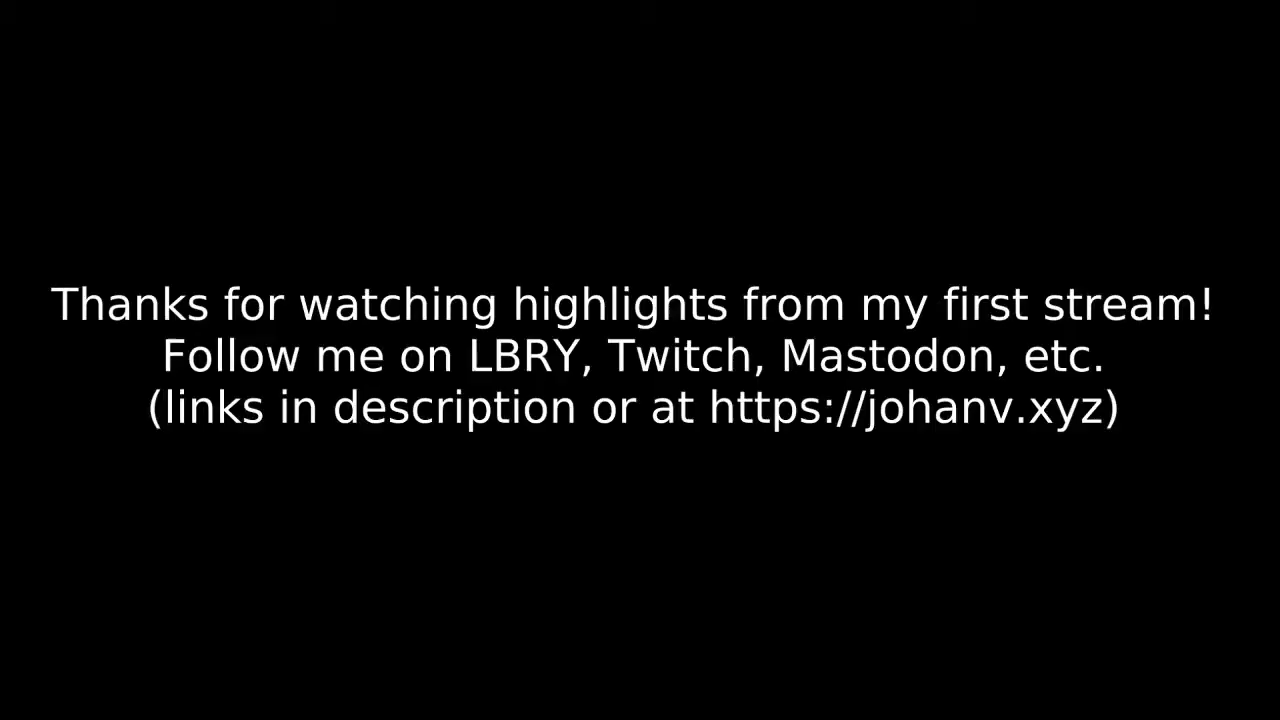 Thanks for watching highlights from my first stream!
Follow me on LBRY, Twitch, Mastodon, etc.
(links in description or at https://johanv.xyz)